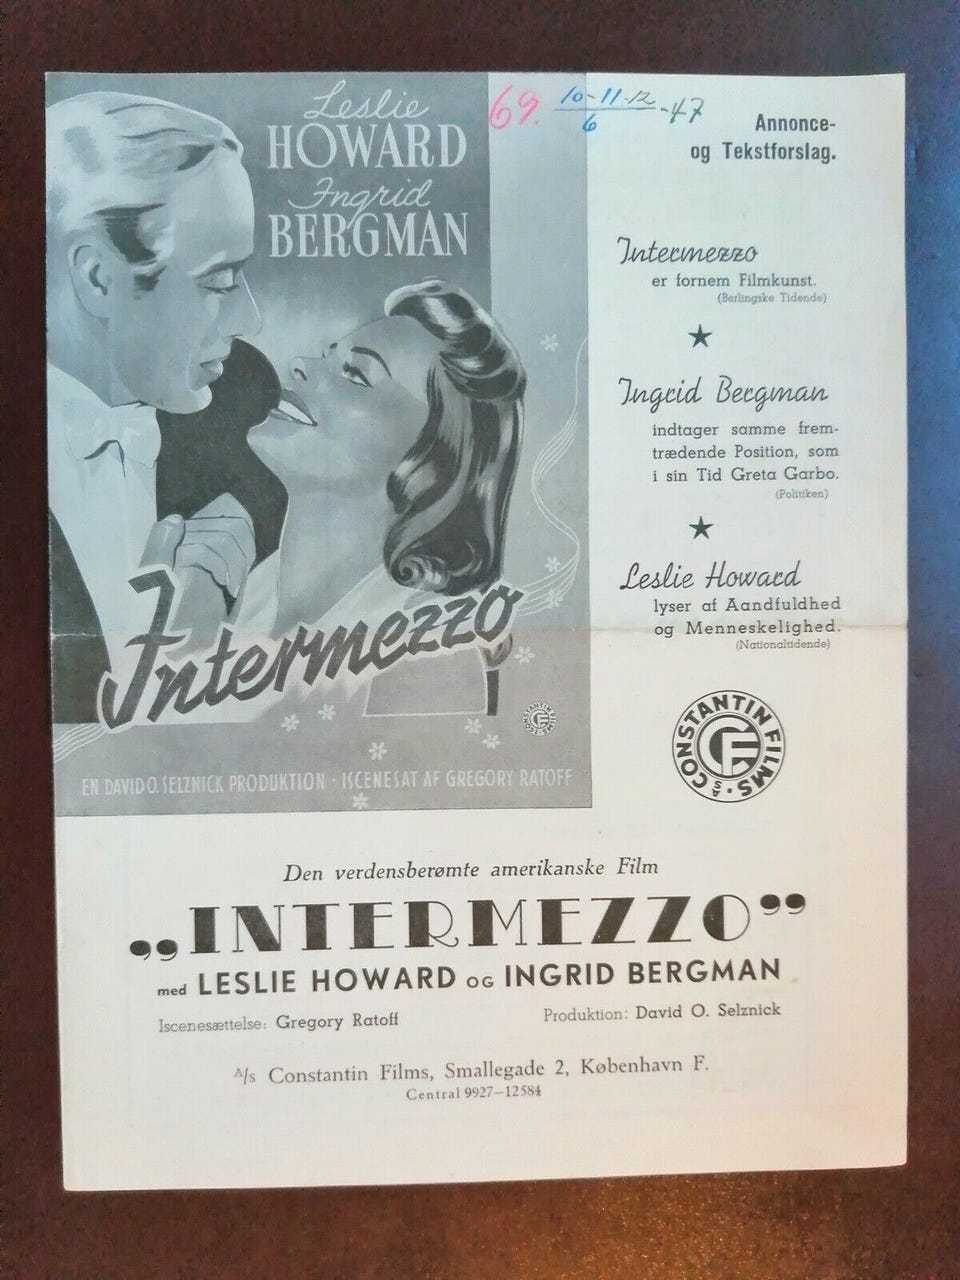 Leslie
HOWARD
Ingrid
BERGMAN
Intermezzo
CONSTANTIN FILMS A/S
CF
EN DAVID O. SELZNICK PRODUKTION · ISCENESAT AF GREGORY RATOFF
69. 10-11-12/6 -47
Annonce-
og Tekstforslag.
Intermezzo
er fornem Filmkunst.
(Berlingske Tidende)
Ingrid Bergman
indtager samme frem-
trædende Position, som
i sin Tid Greta Garbo.
(Politiken)
Leslie Howard
lyser af Aandfuldhed
og Menneskelighed.
(Nationaltidende)
CONSTANTIN FILMS · A/S
CF
Den verdensberømte amerikanske Film
„INTERMEZZO”
med LESLIE HOWARD OG INGRID BERGMAN
Iscenesættelse: Gregory Ratoff Produktion: David O. Selznick
A/s Constantin Films, Smallegade 2, København F.
Central 9927—12584